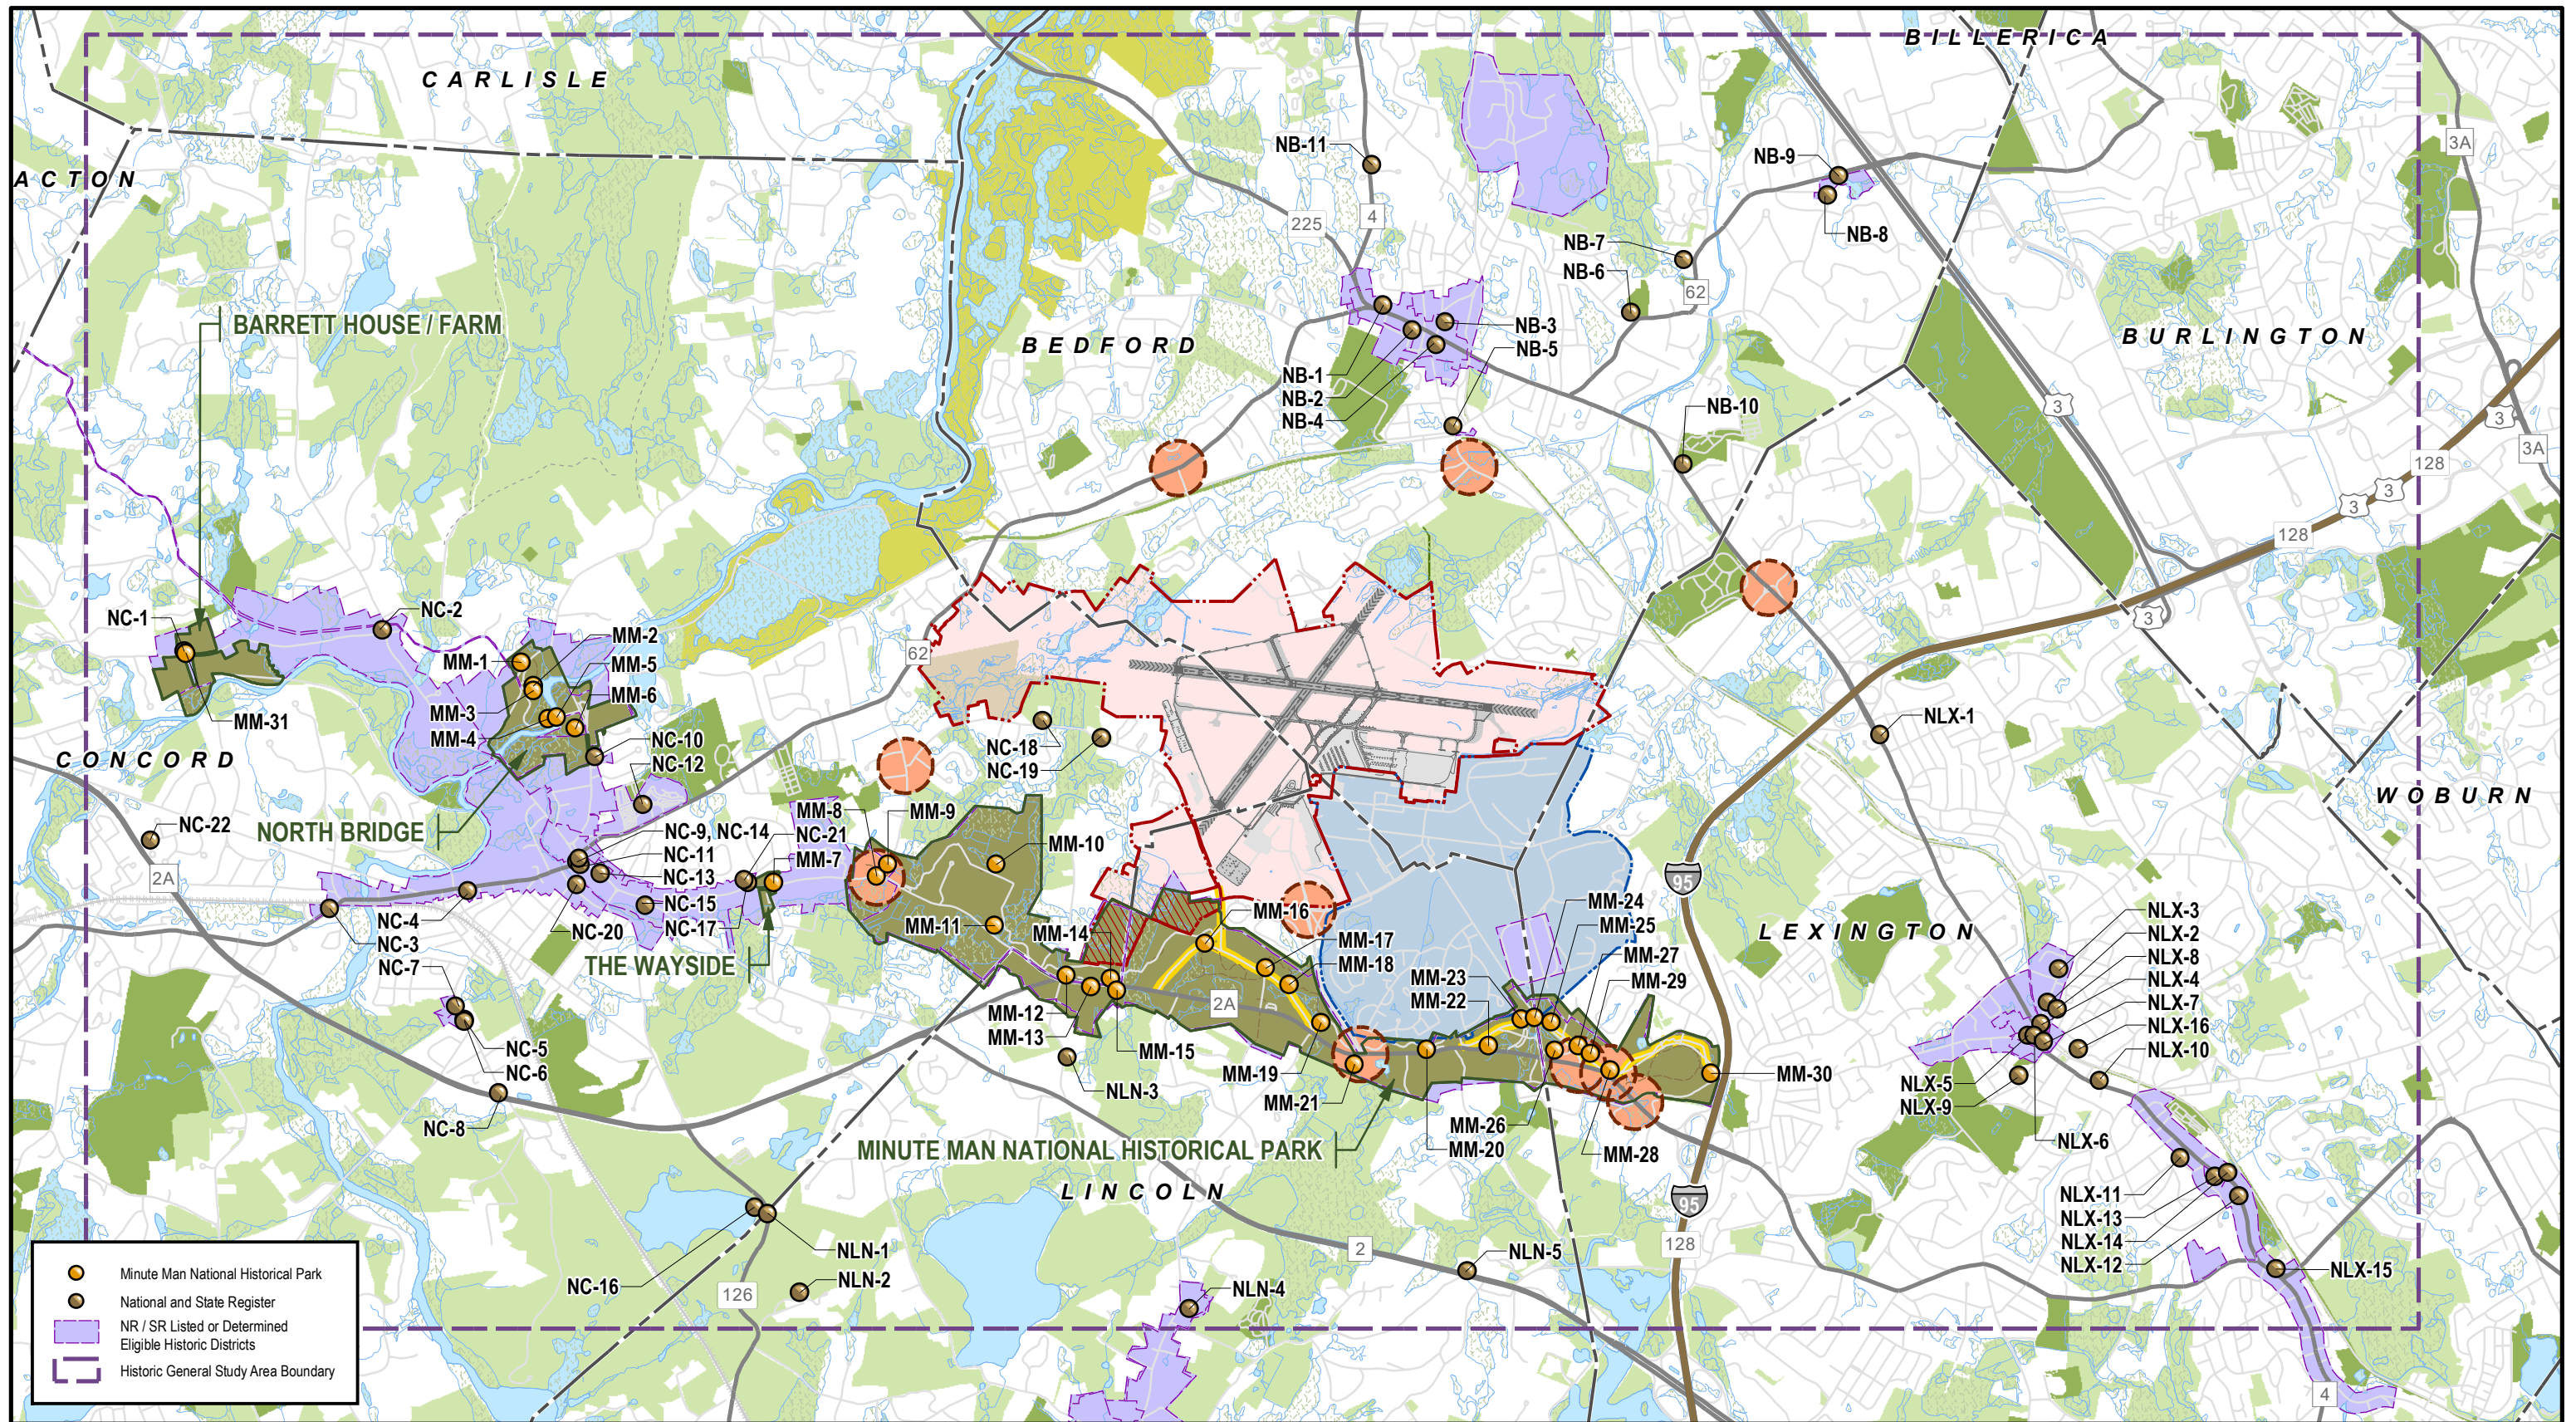 BILLERICA
CARLISLE
3A
NB-11
NB-9
ACTON
225
4
NB-8
NB-7
NB-6
62
BARRETT HOUSE / FARM
NB-3
BEDFORD
NB-5
BURLINGTON
NB-1
NB-2
NB-4
NB-10
3
3
3A
128
3
3
128
NC-1
NC-2
3
MM-2
MM-1
MM-5
62
MM-6
MM-3
MM-31
MM-4
NC-10
NC-18
NLX-1
CONCORD
NC-12
NC-19
WOBURN
MM-8
MM-9
NC-22
NORTH BRIDGE
NC-9, NC-14
NC-21
MM-10
NC-11
MM-7
2A
NC-13
95
MM-24
NC-15
MM-16
NLX-3
NC-4
MM-11
MM-14
MM-25
NC-20
NC-17
LEXINGTON
NLX-2
NC-3
MM-17
MM-27
NLX-8
NC-7
THE WAYSIDE
MM-18
MM-23
MM-29
NLX-4
2A
MM-22
NLX-7
MM-12
NLX-16
MM-13
NC-5
MM-15
NLX-10
NC-6
MM-19
MM-30
NLX-5
NLN-3
MM-21
NLX-9
NC-8
MM-26
NLX-6
MINUTE MAN NATIONAL HISTORICAL PARK
MM-20
MM-28
LINCOLN
NLX-11
95
NLX-13
NLN-1
2
NLN-5
128
NLX-14
NLX-12
NLX-15
NC-16
NLN-2
126
NLN-4
4
Minute Man National Historical Park
National and State Register
NR / SR Listed or Determined
Eligible Historic Districts
Historic General Study Area Boundary